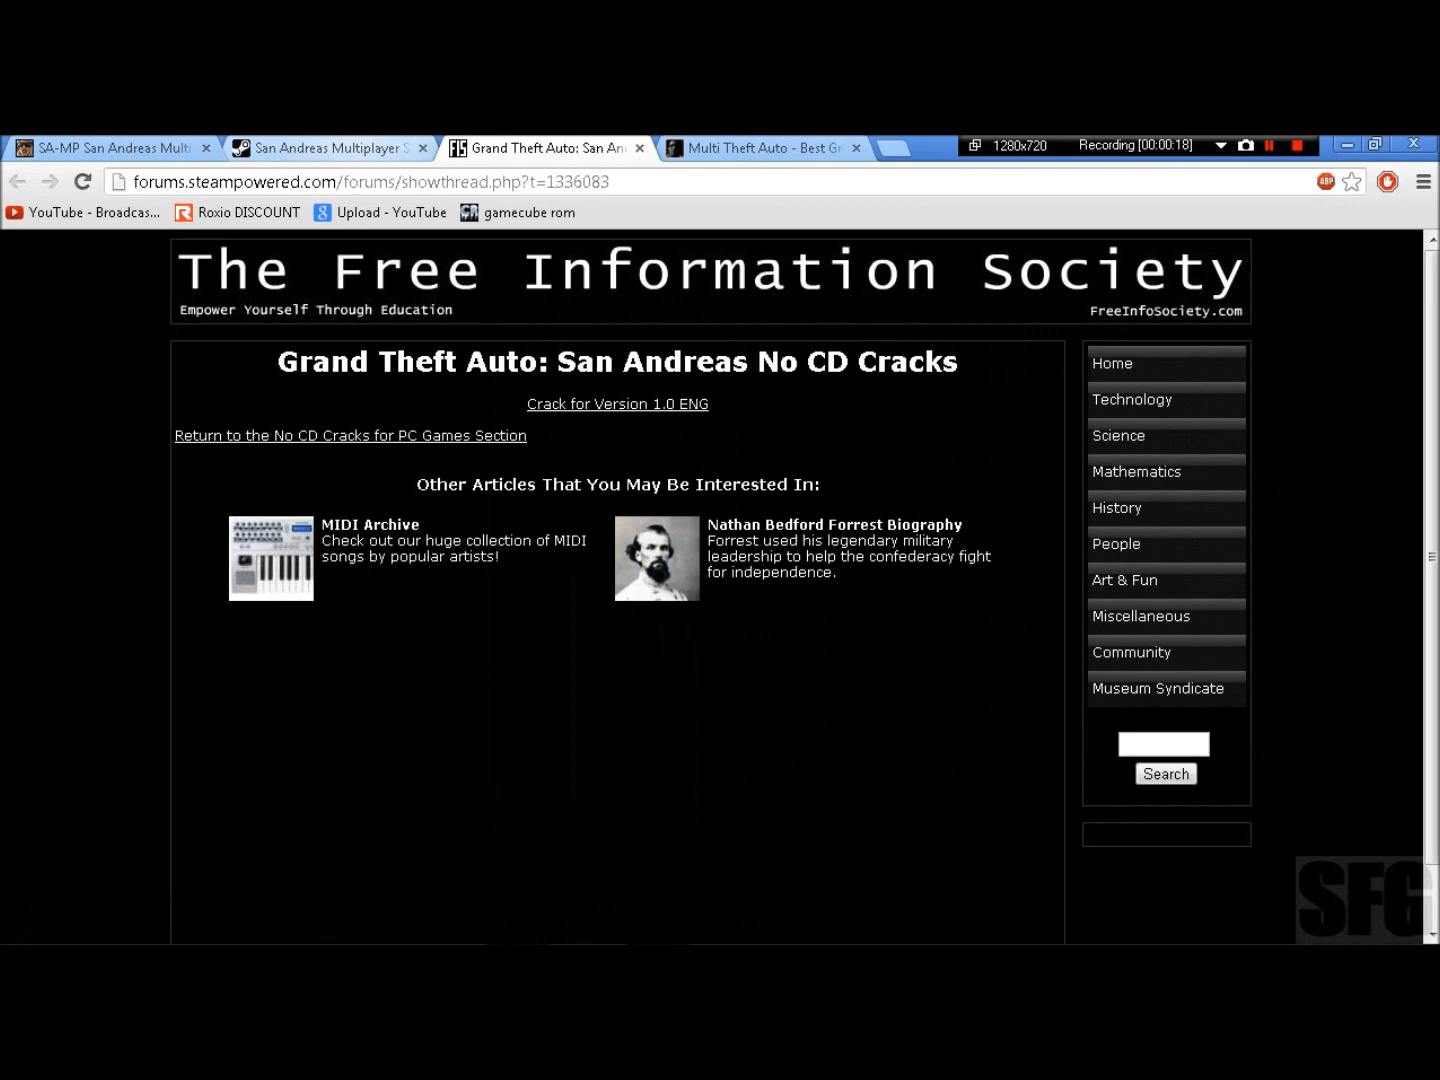 SA-MP San Andreas Multi
San Andreas Multiplayer S
Grand Theft Auto: San An
Multi Theft Auto - Best Gr
1280x720
Recording [00:00:18]
forums.steampowered.com/forums/showthread.php?t=1336083
ABP
YouTube - Broadcas...
Roxio DISCOUNT
Upload - YouTube
gamecube rom
The Free Information Society
Empower Yourself Through Education
FreeInfoSociety.com
Grand Theft Auto: San Andreas No CD Cracks
Crack for Version 1.0 ENG
Return to the No CD Cracks for PC Games Section
Other Articles That You May Be Interested In:
MIDI Archive
Check out our huge collection of MIDI
songs by popular artists!
Nathan Bedford Forrest Biography
Forrest used his legendary military
leadership to help the confederacy fight
for independence.
Home
Technology
Science
Mathematics
History
People
Art & Fun
Miscellaneous
Community
Museum Syndicate
Search
SFG